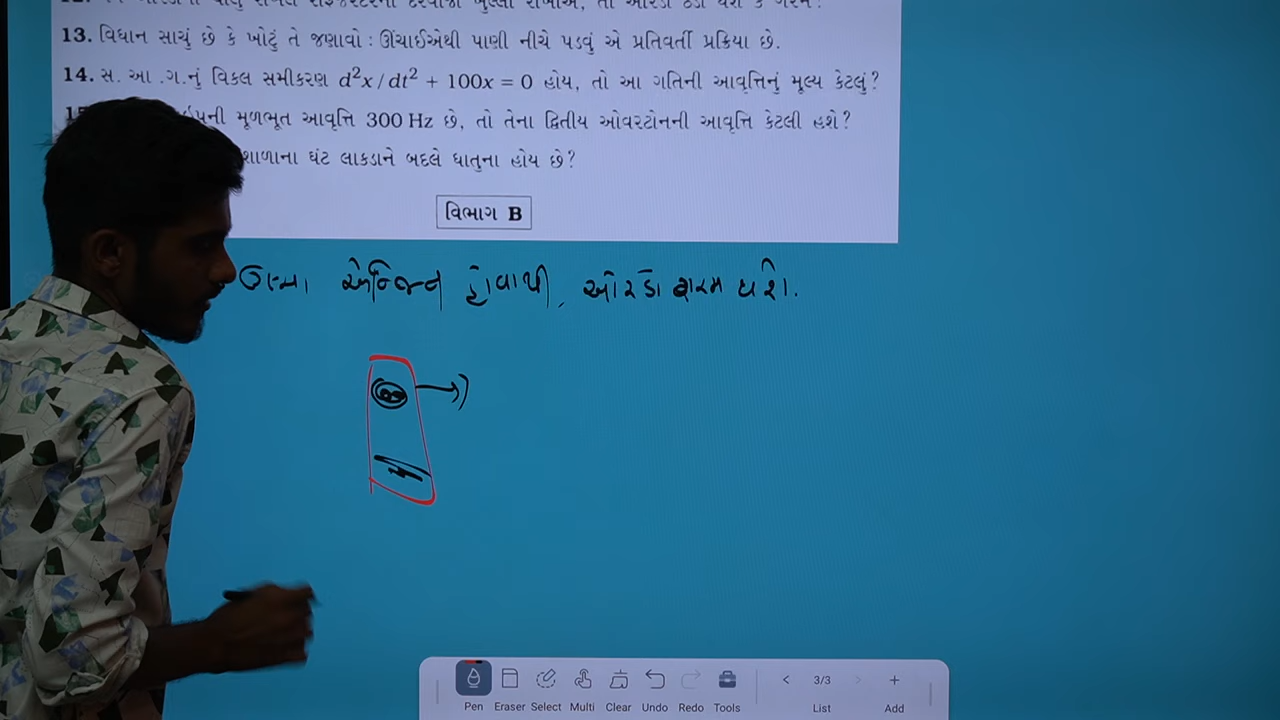 13. વિધાન સાચું છે કે ખોટું તે જણાવો : ઊંચાઈએથી પાણી નીચે પડવું એ પ્રતિવર્તી પ્રક્રિયા છે.
14. સ. આ .ગ.નું વિકલ સમીકરણ d²x / dt² + 100x = 0 હોય, તો આ ગતિની આવૃત્તિનું મૂલ્ય કેટલું?
મૂળભૂત આવૃત્તિ 300 Hz છે, તો તેના દ્વિતીય ઓવરટોનની આવૃત્તિ કેટલી હશે?
શાળાના ઘંટ લાકડાને બદલે ધાતુના હોય છે?
વિભાગ B
ઉલ્ટા એન્જિન હોવાથી, ઓરડો ગરમ થશે.
Pen Eraser Select Multi Clear Undo Redo Tools < 3/3 > List + Add